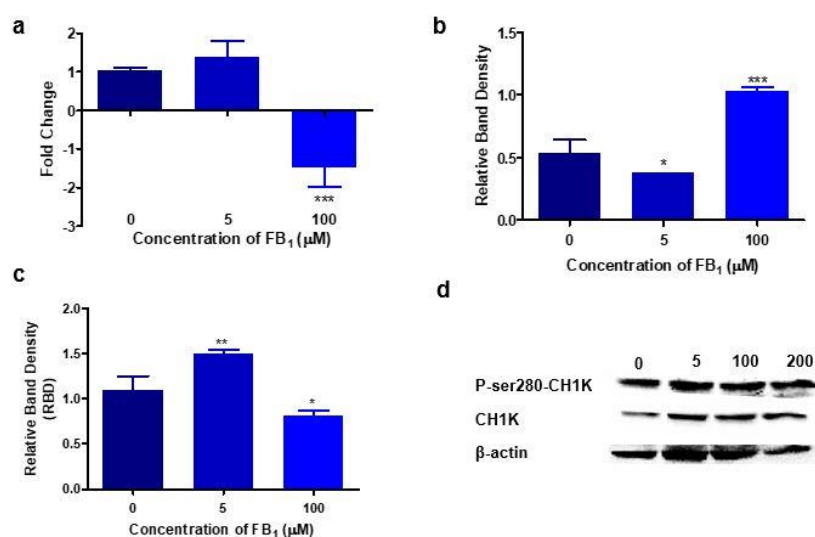 a
2
1
0
-1
-2
-3
Fold Change
***
0 5 100
Concentration of FB₁ (µM)
b
1.5
1.0
0.5
0.0
Relative Band Density
*
***
0 5 100
Concentration of FB₁ (µM)
c
2.0
1.5
1.0
0.5
0.0
Relative Band Density
(RBD)
**
*
0 5 100
Concentration of FB₁ (µM)
d
0 5 100 200
P-ser280-CH1K
CH1K
β-actin